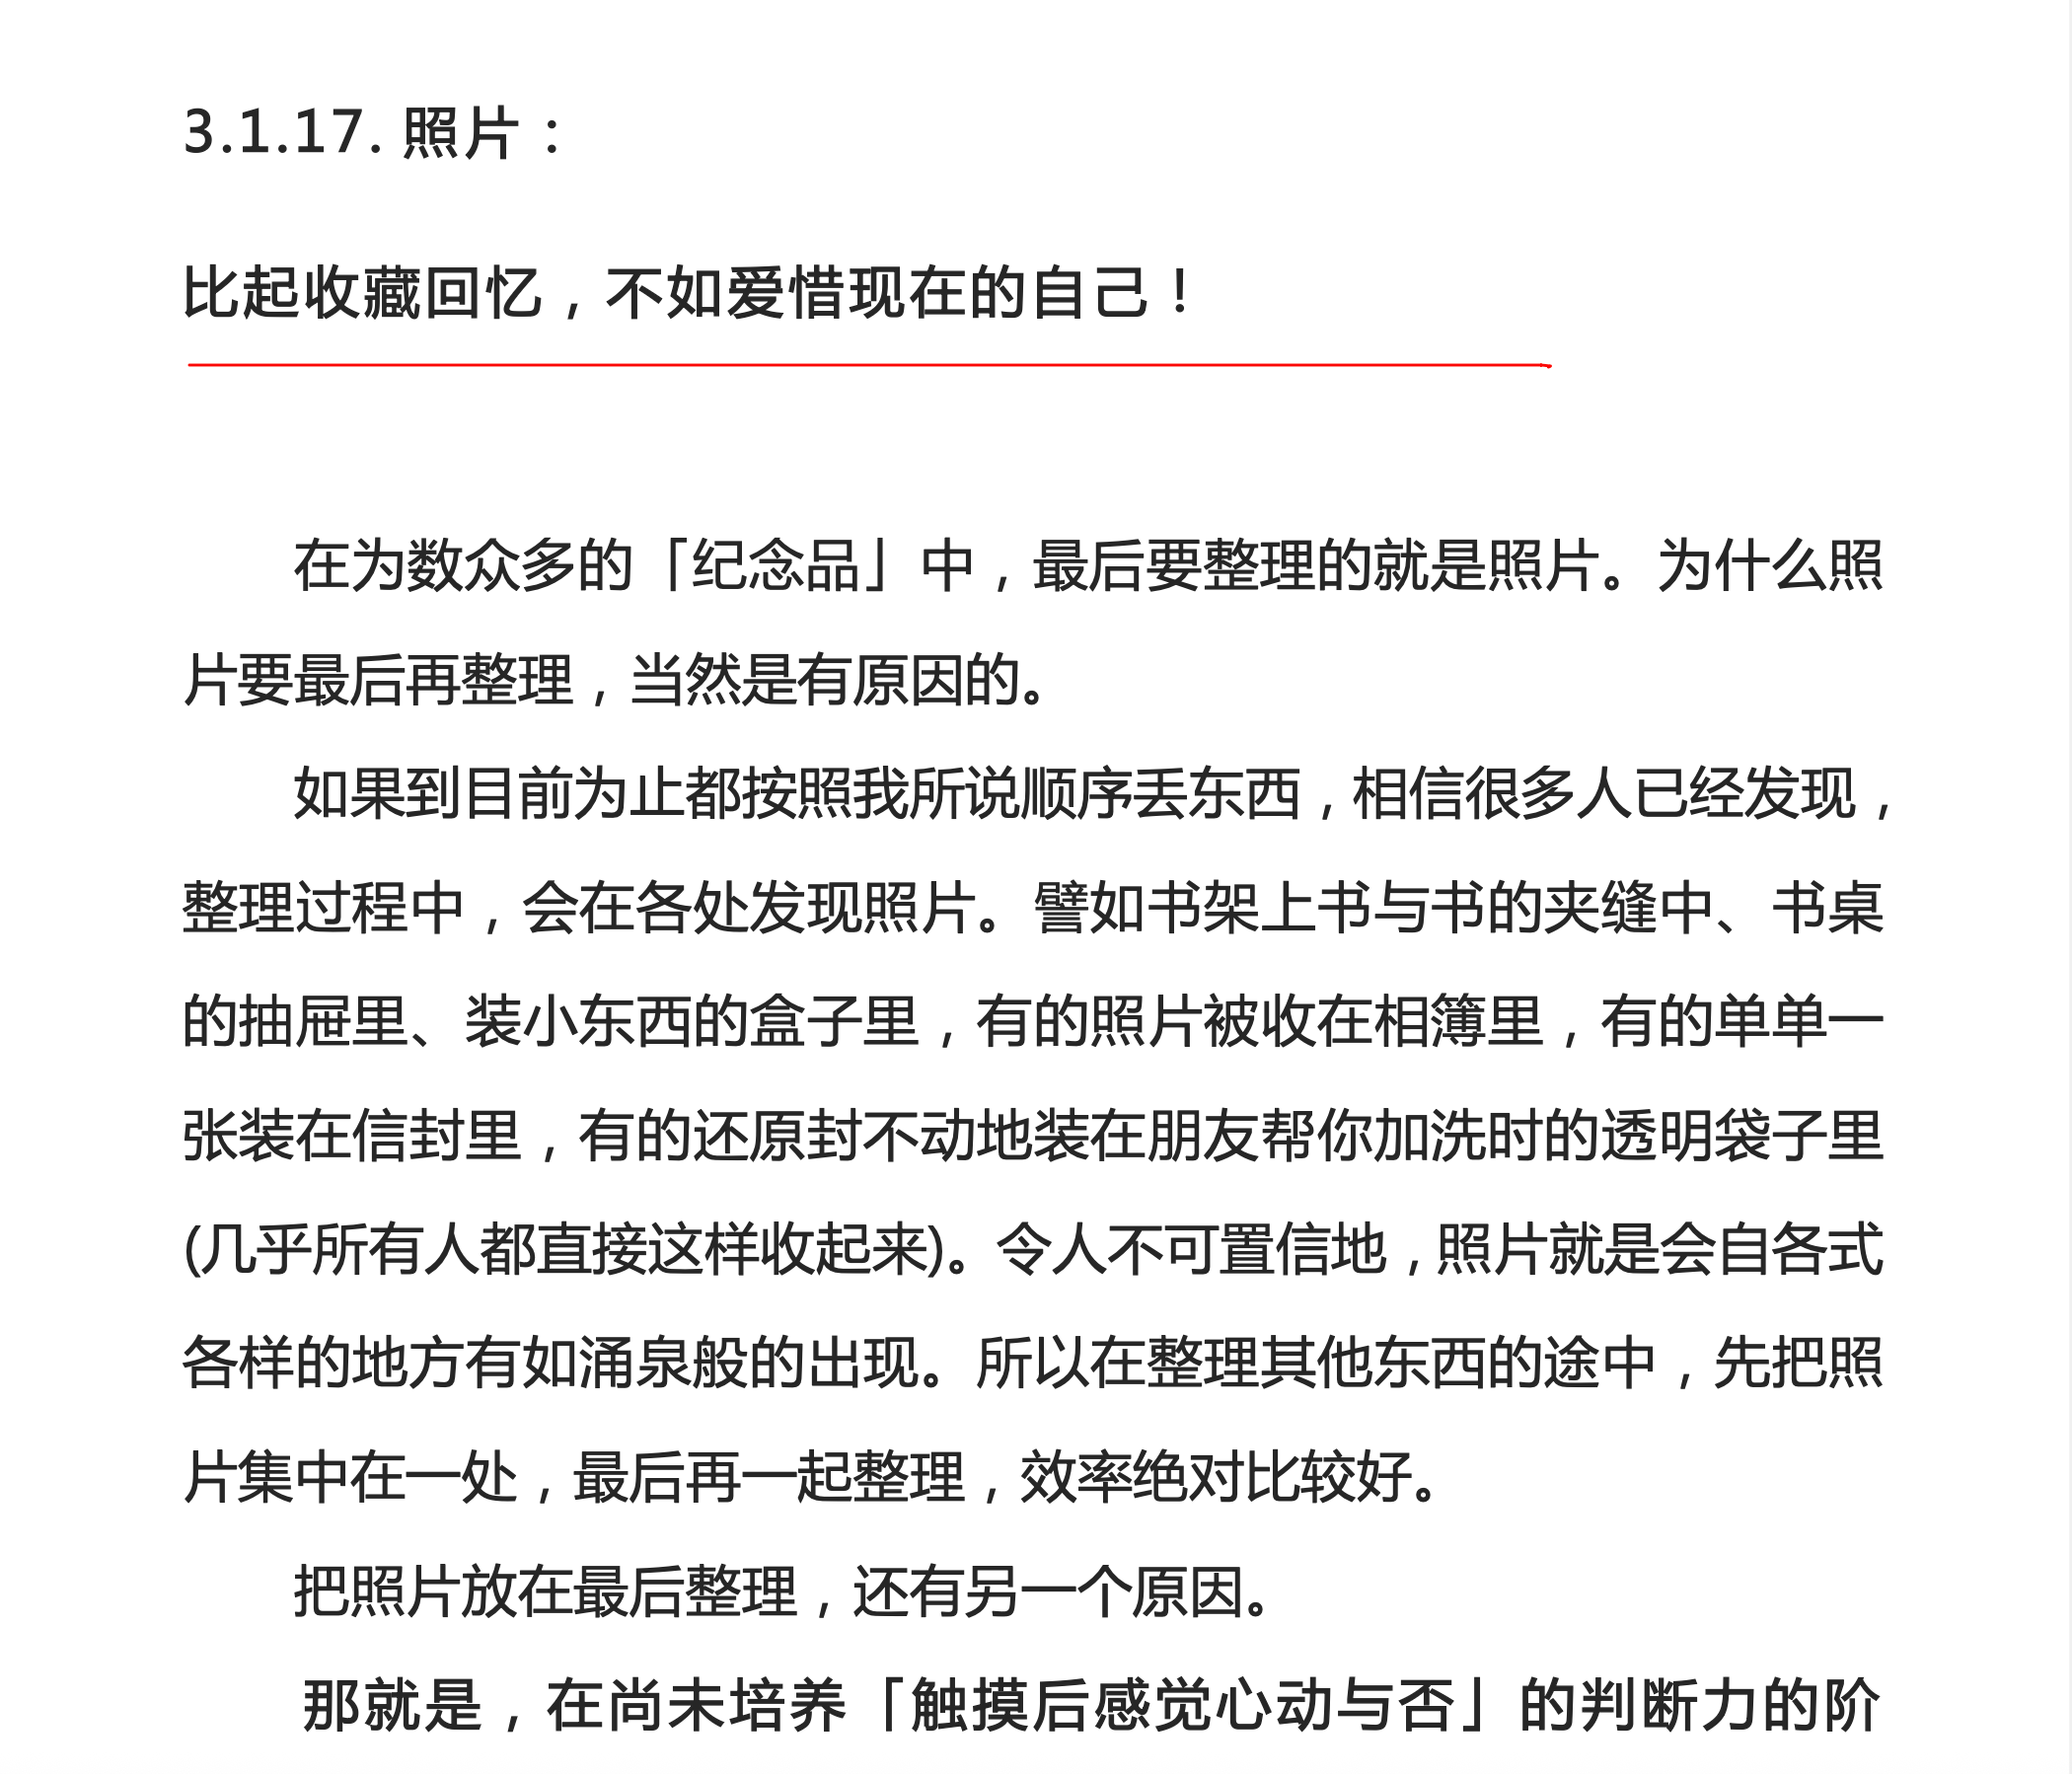 3.1.17. 照片：
比起收藏回忆，不如爱惜现在的自己！
在为数众多的「纪念品」中，最后要整理的就是照片。为什么照
片要最后再整理，当然是有原因的。
如果到目前为止都按照我所说顺序丢东西，相信很多人已经发现，
整理过程中，会在各处发现照片。譬如书架上书与书的夹缝中、书桌
的抽屉里、装小东西的盒子里，有的照片被收在相簿里，有的单单一
张装在信封里，有的还原封不动地装在朋友帮你加洗时的透明袋子里
(几乎所有人都直接这样收起来)。令人不可置信地，照片就是会自各式
各样的地方有如涌泉般的出现。所以在整理其他东西的途中，先把照
片集中在一处，最后再一起整理，效率绝对比较好。
把照片放在最后整理，还有另一个原因。
那就是，在尚未培养「触摸后感觉心动与否」的判断力的阶